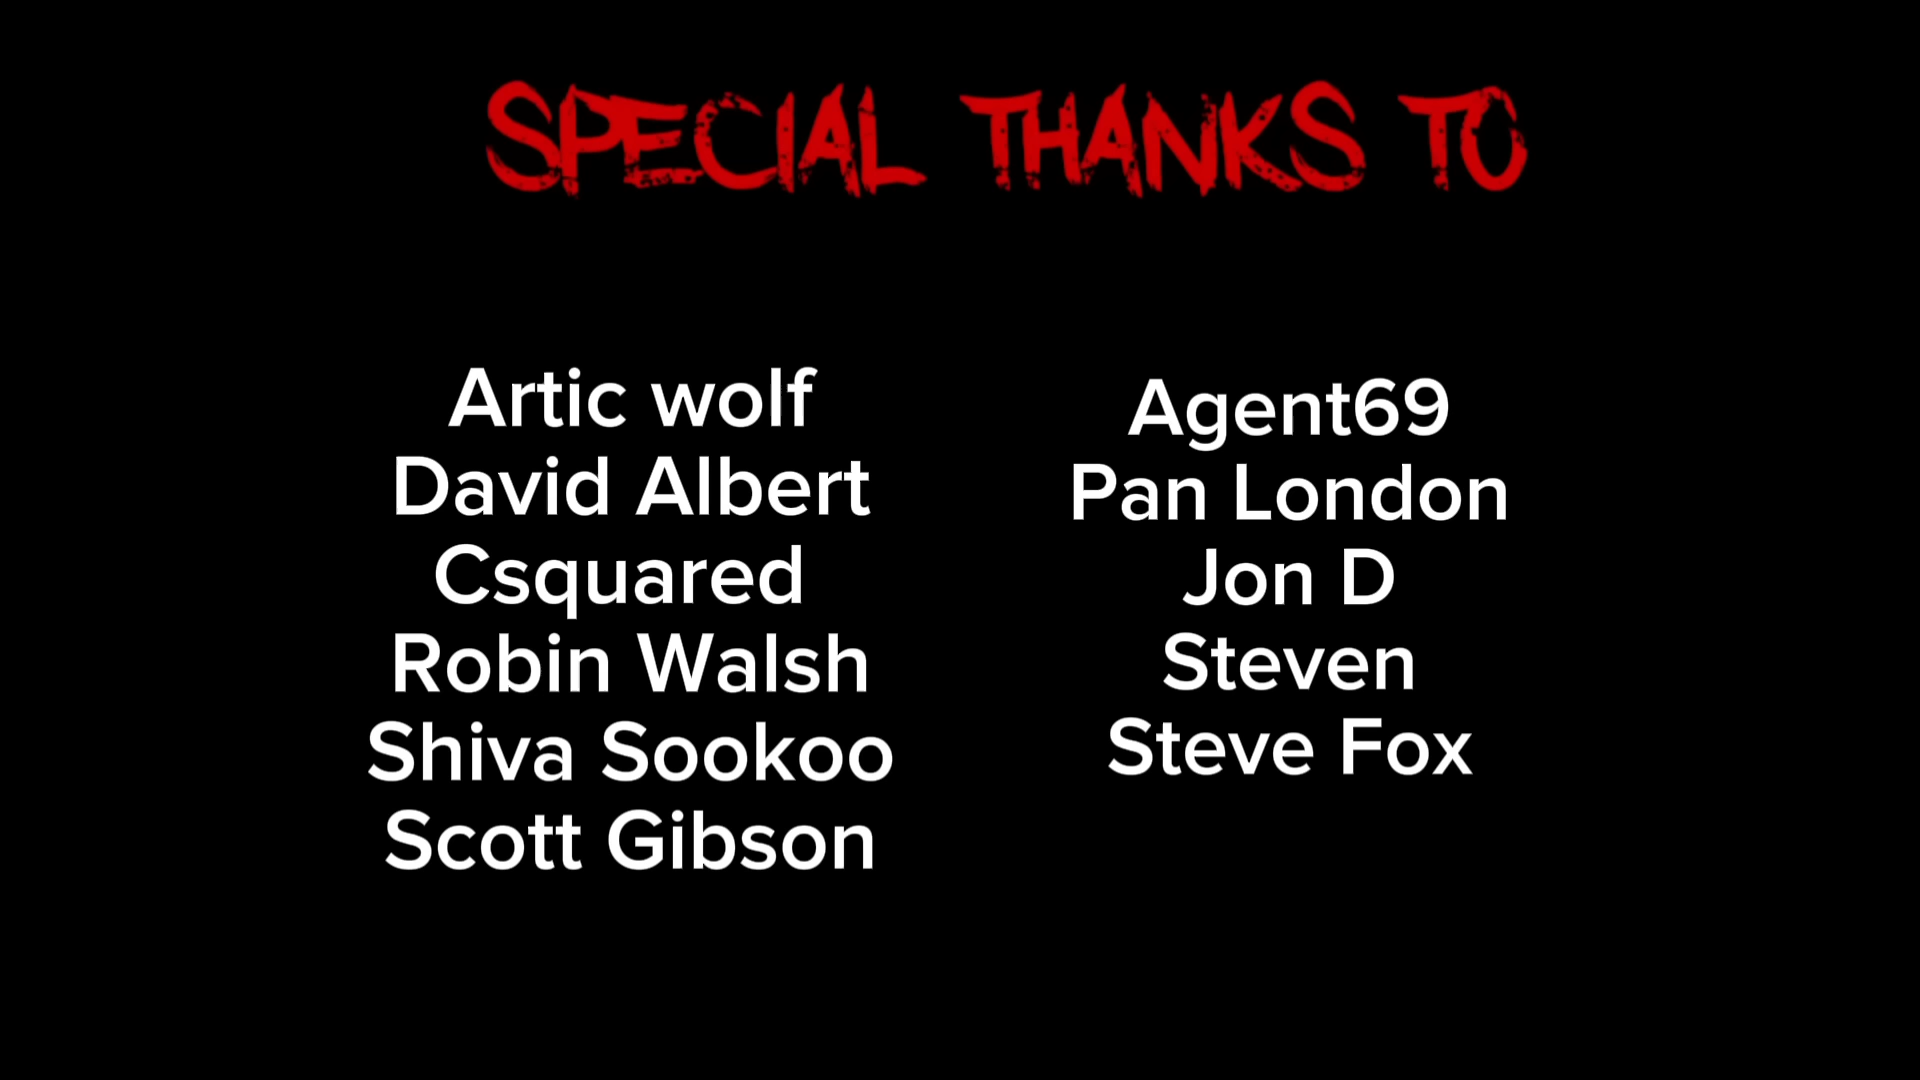 SPECIAL THANKS TO
Artic wolf
David Albert
Csquared
Robin Walsh
Shiva Sookoo
Scott Gibson
Agent69
Pan London
Jon D
Steven
Steve Fox